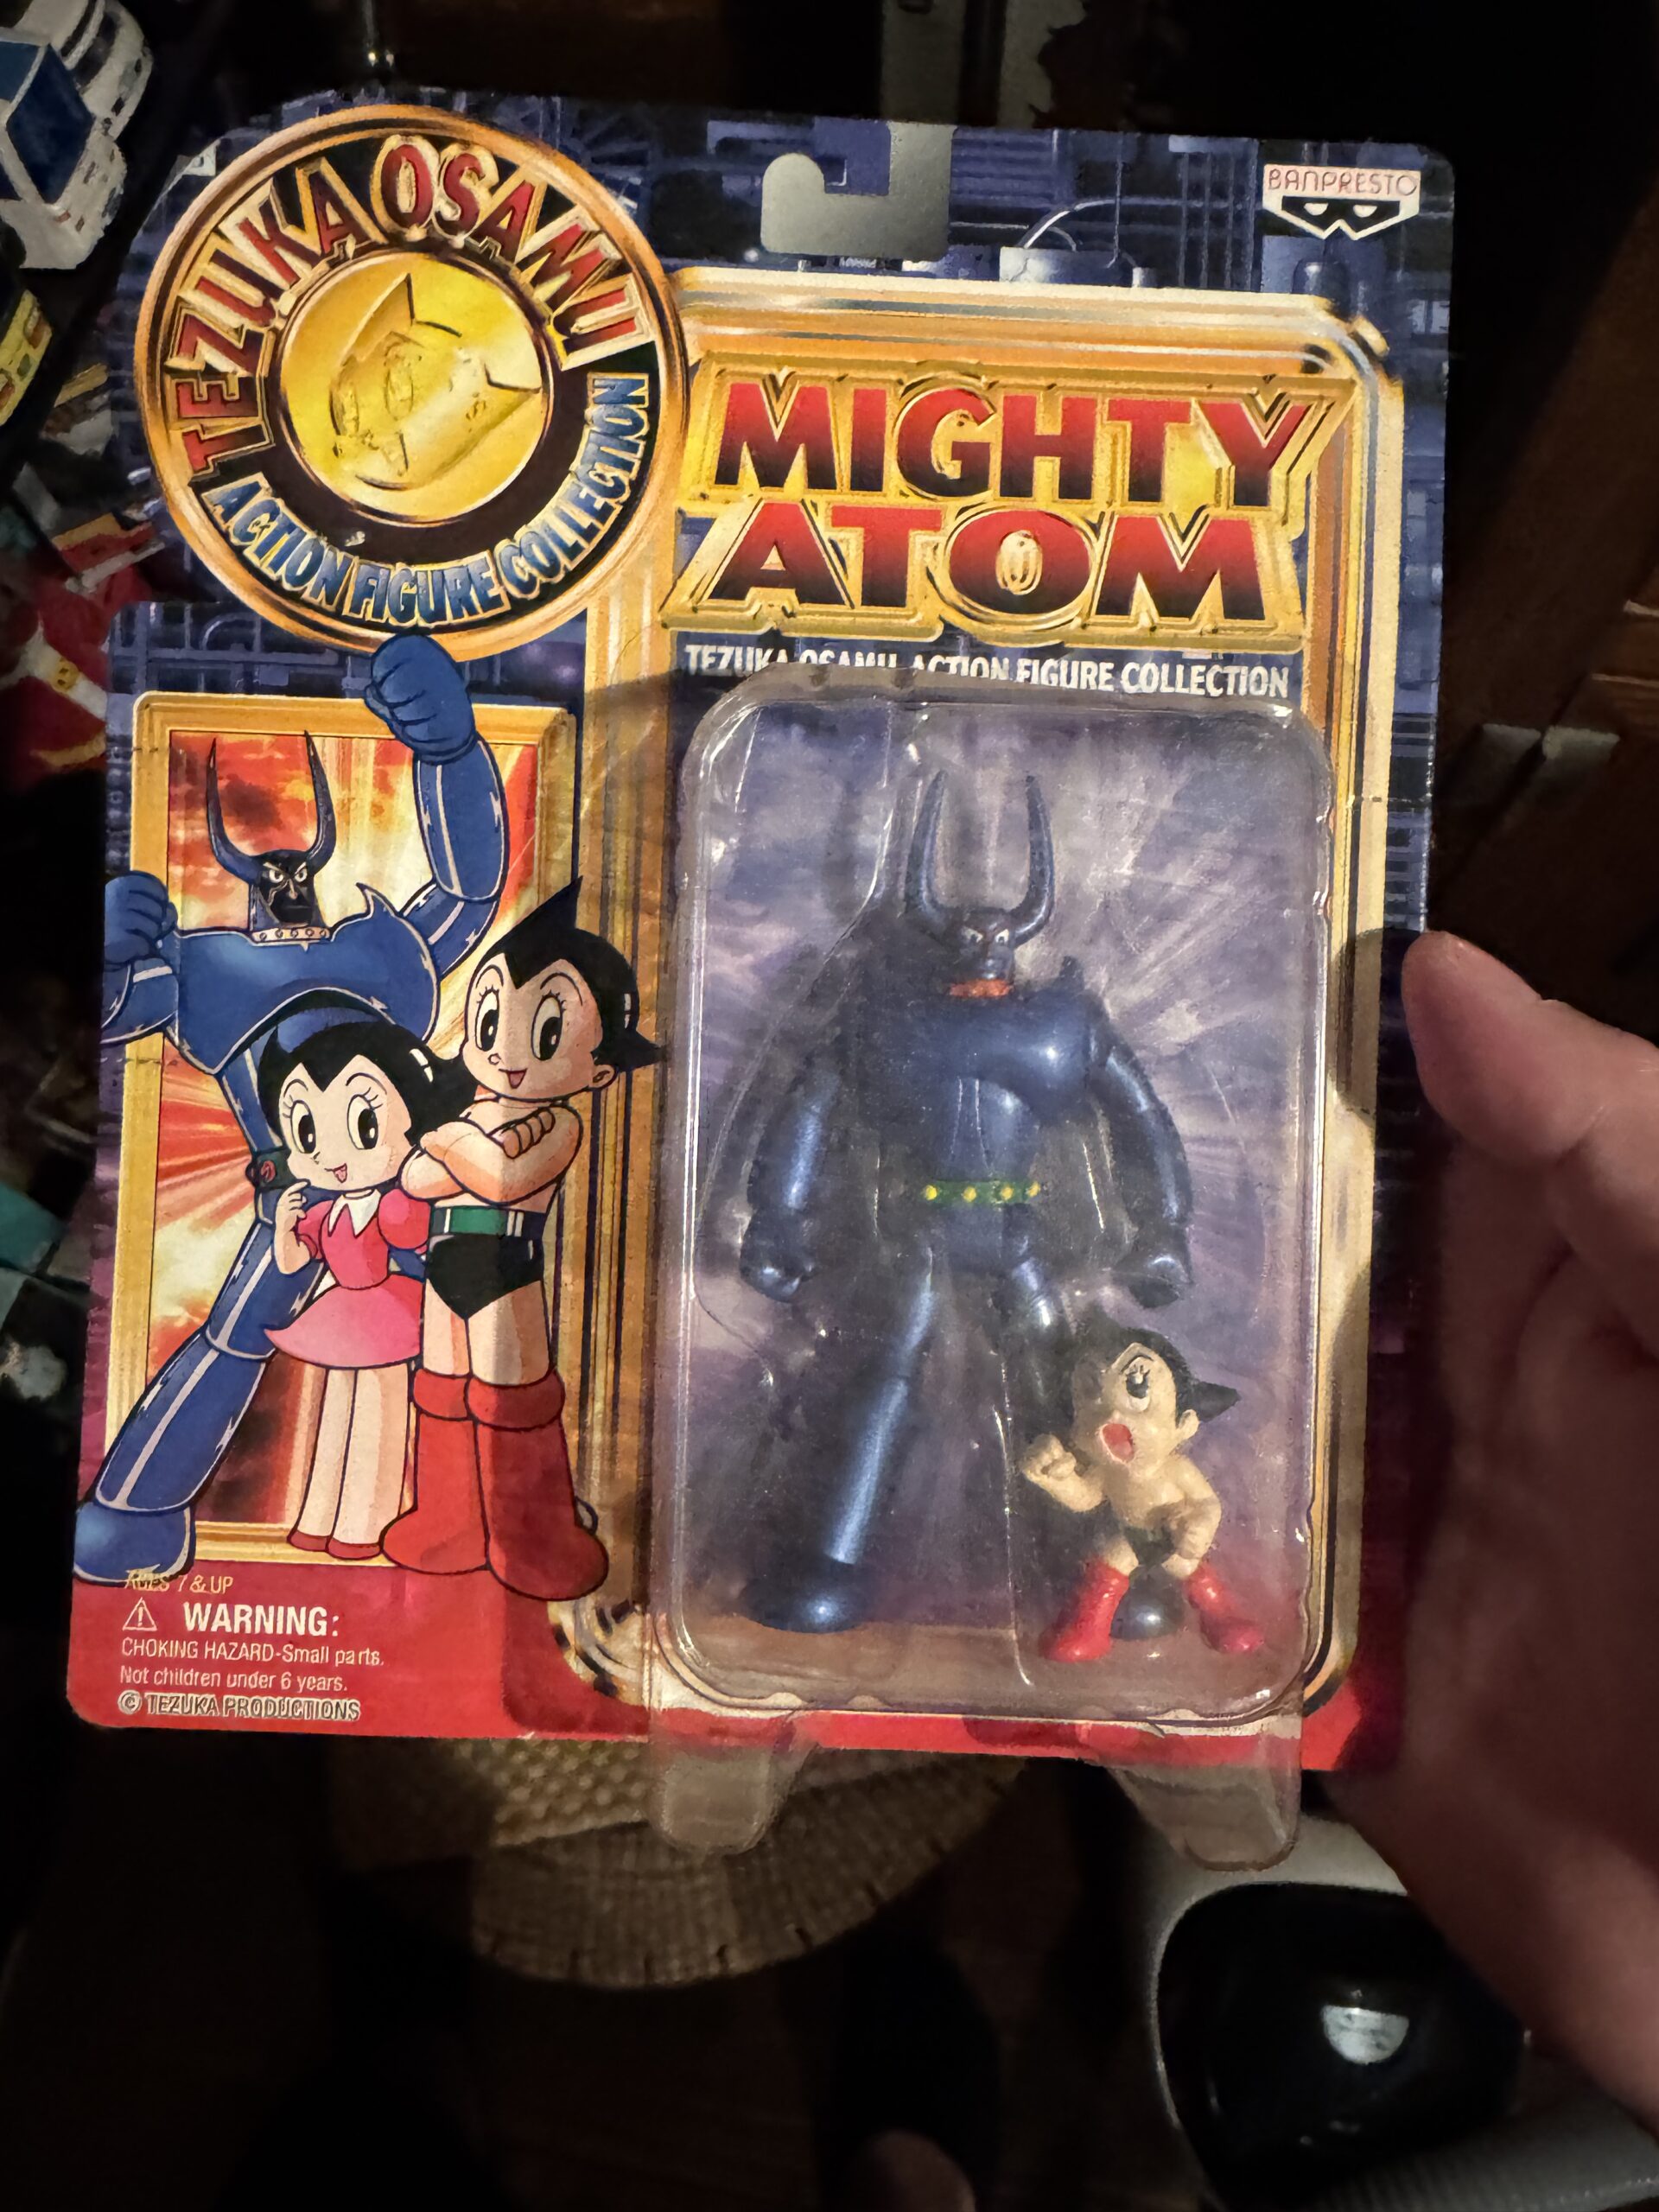 TEZUKA OSAMU
ACTION FIGURE COLLECTION
BANPRESTO
MIGHTY
ATOM
TEZUKA OSAMU ACTION FIGURE COLLECTION
AGES 7 & UP
WARNING:
CHOKING HAZARD-Small parts.
Not children under 6 years.
© TEZUKA PRODUCTIONS